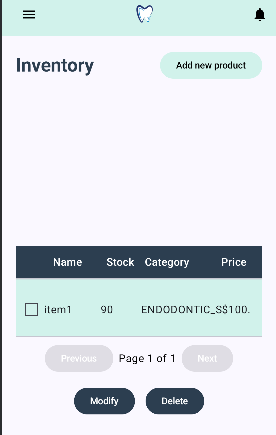 Inventory
Add new product
Name Stock Category Price
item1 90 ENDODONTIC_S$100.
Previous Page 1 of 1 Next
Modify Delete